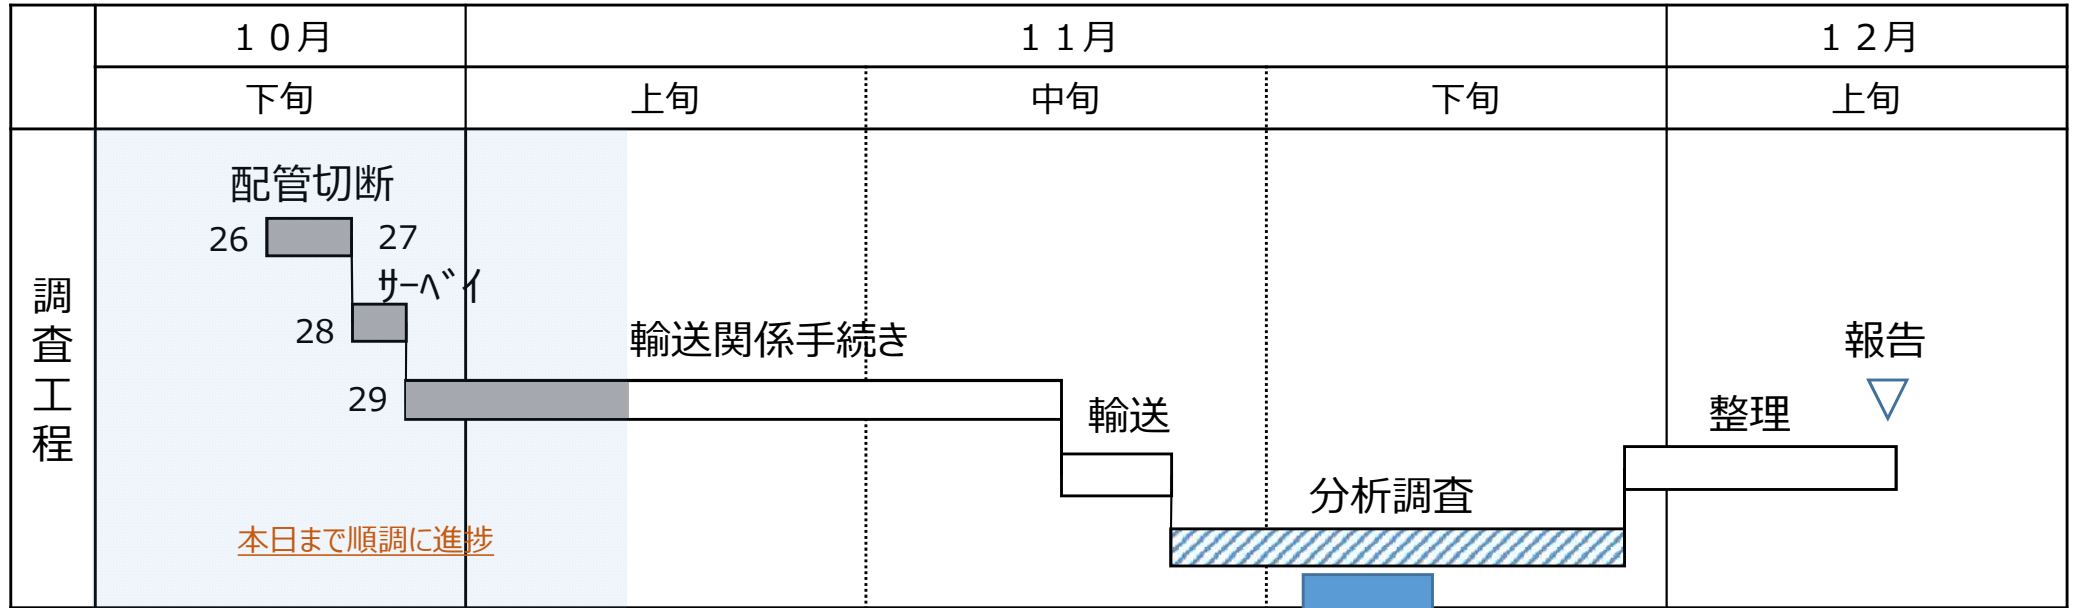 １０月
１１月
１２月
下旬
上旬
中旬
下旬
上旬
調査工程
配管切断
26
27
ｻｰﾍﾞｲ
28
輸送関係手続き
29
輸送
分析調査
整理
報告
本日まで順調に進捗